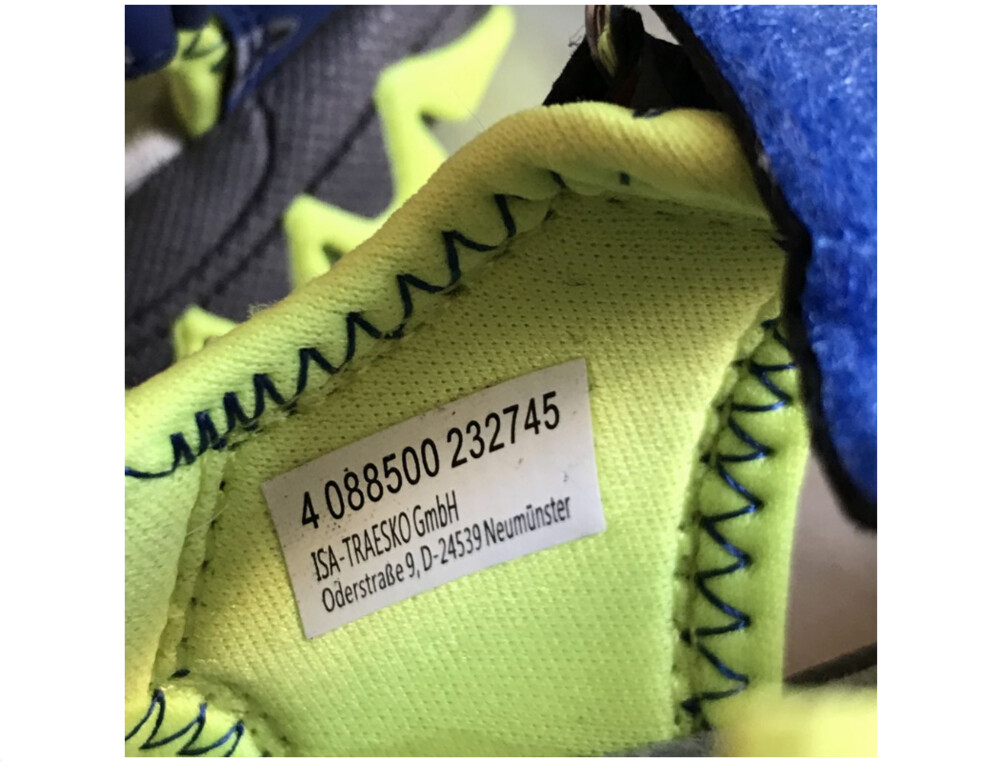 4 088500 232745
ISA-TRAESKO GmbH
Oderstraße 9, D-24539 Neumünster